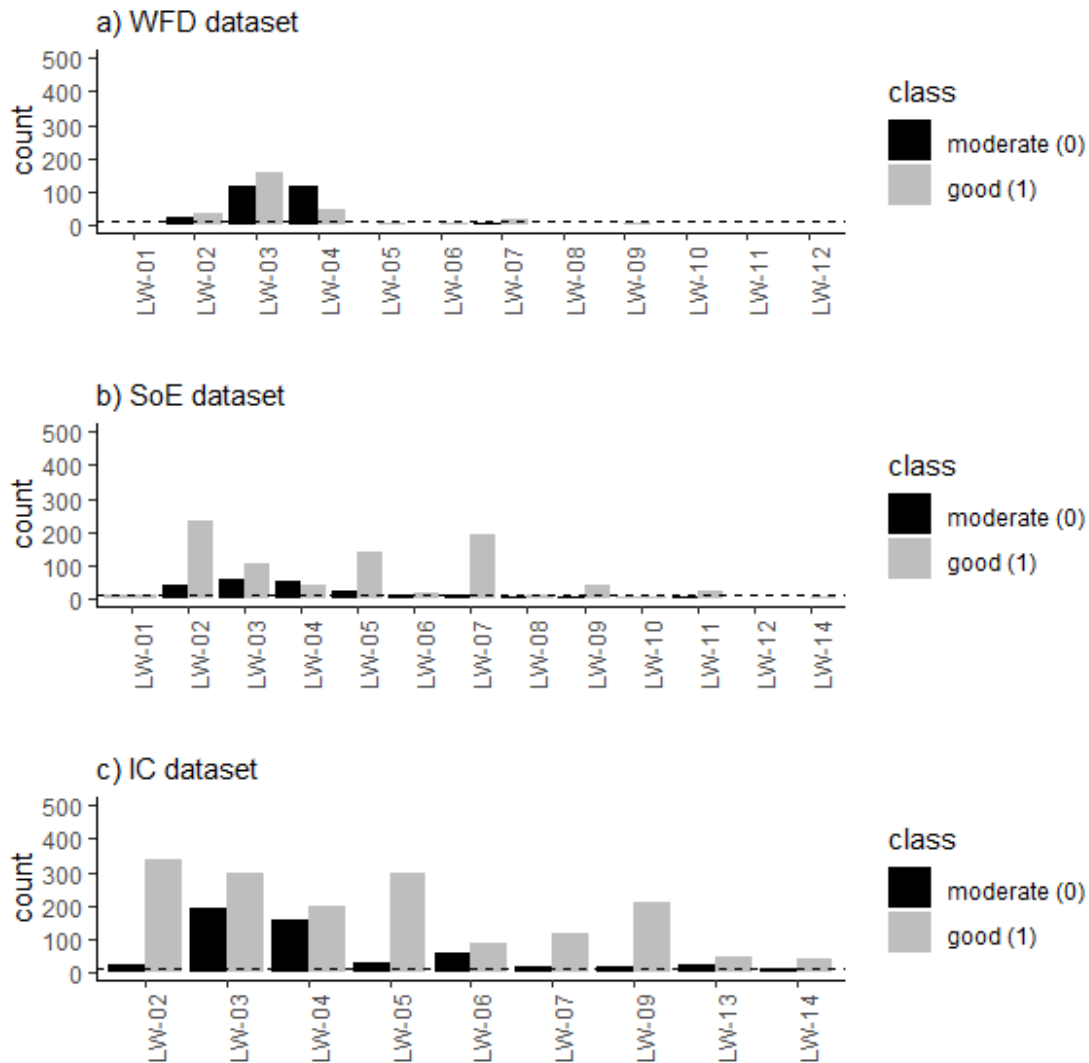 a) WFD dataset
500
400
300
200
100
0
count
LW-01
LW-02
LW-03
LW-04
LW-05
LW-06
LW-07
LW-08
LW-09
LW-10
LW-11
LW-12
class
moderate (0)
good (1)
b) SoE dataset
500
400
300
200
100
0
count
LW-01
LW-02
LW-03
LW-04
LW-05
LW-06
LW-07
LW-08
LW-09
LW-10
LW-11
LW-12
LW-14
class
moderate (0)
good (1)
c) IC dataset
500
400
300
200
100
0
count
LW-02
LW-03
LW-04
LW-05
LW-06
LW-07
LW-09
LW-13
LW-14
class
moderate (0)
good (1)